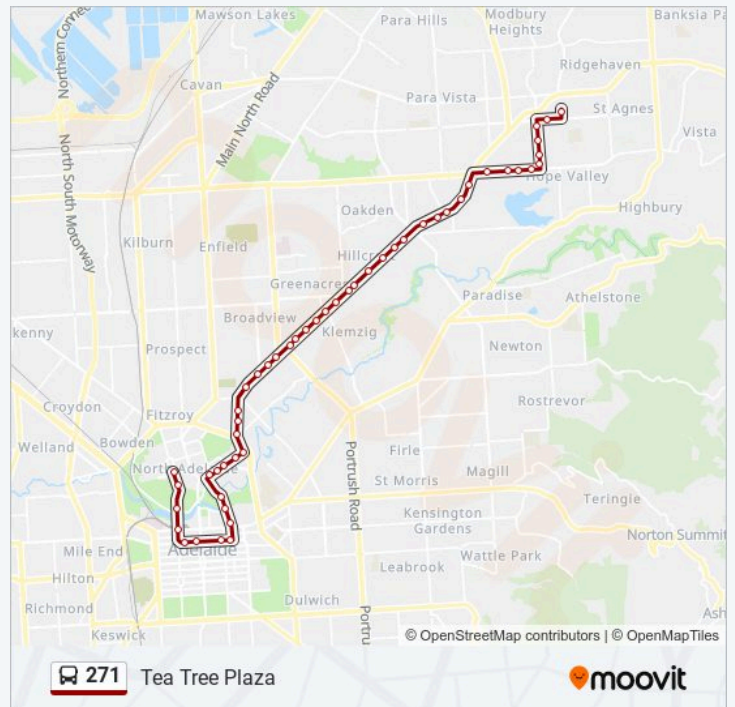 Mawson Lakes
Modbury
Heights
Banksia Pa
Para Hills
Northern Connec
Ridgehaven
Cavan
Para Vista
St Agnes
Main North Road
Vista
North South Motorway
Hope Valley
Oakden
Highbury
Kilburn
Enfield
Hillcre
Greenacre
Paradise
Athelstone
Broadview
Klemzig
kenny
Prospect
Newton
Rostrevor
Croydon
Fitzroy
Bowden
Welland
Firle
North Adelaide
Portrush Road
Magill
St Morris
Teringie
Kensington
Gardens
Norton Summit
Adelaide
Mile End
Wattle Park
Leabrook
Hilton
Dulwich
Richmond
Portru
Ash
Keswick
© OpenStreetMap contributors | © OpenMapTiles
271 Tea Tree Plaza
moovit